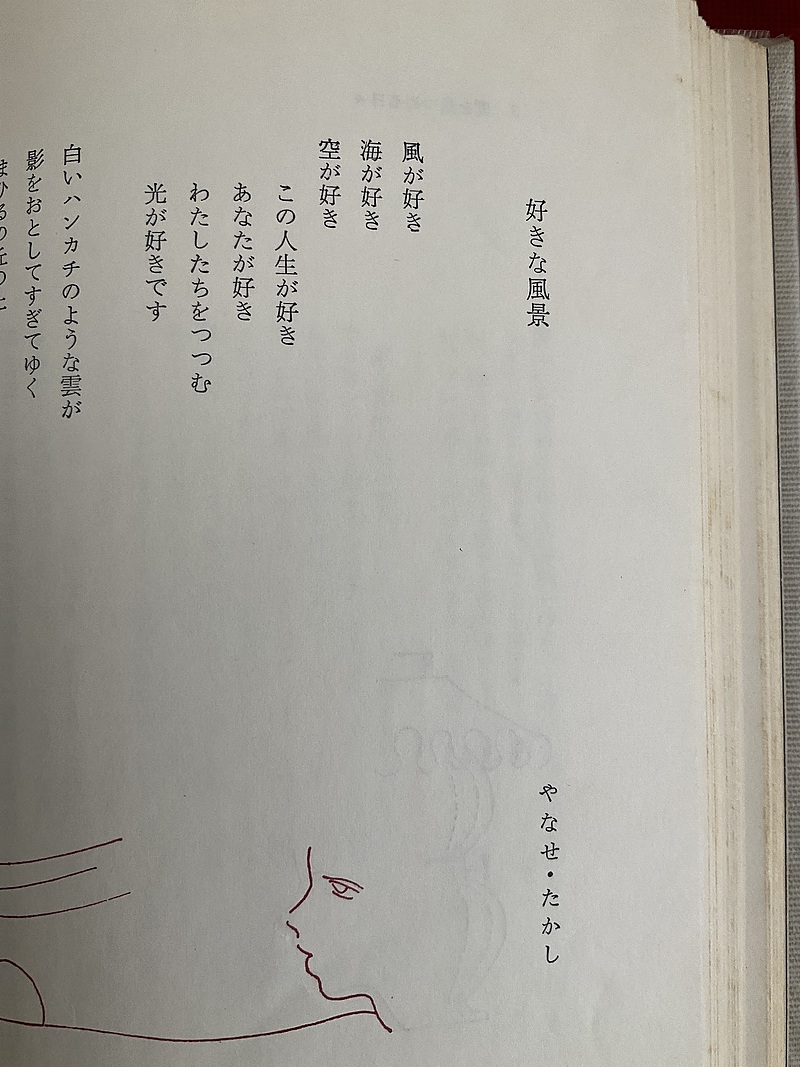 好きな風景
やなせ・たかし
風が好き
海が好き
空が好き
この人生が好き
あなたが好き
わたしたちをつつむ
光が好きです
白いハンカチのような雲が
影をおとしてすぎてゆく